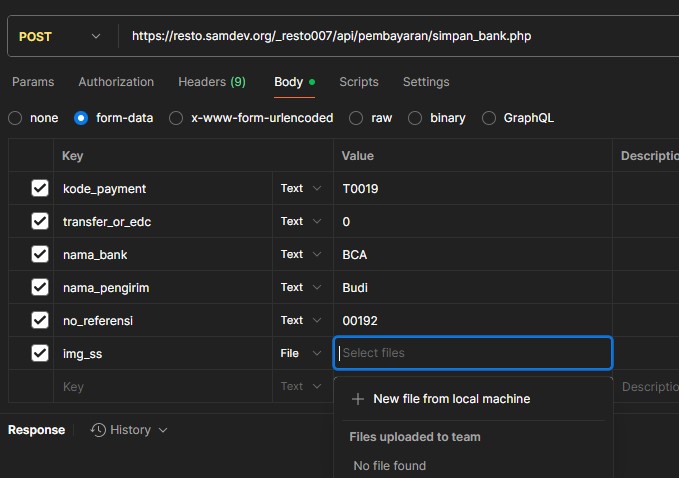 POST https://resto.samdev.org/_resto007/api/pembayaran/simpan_bank.php
Params Authorization Headers (9) Body Scripts Settings
none form-data x-www-form-urlencoded raw binary GraphQL
Key Value Descriptio
kode_payment Text T0019
transfer_or_edc Text 0
nama_bank Text BCA
nama_pengirim Text Budi
no_referensi Text 00192
img_ss File Select files
Key Text Descriptio
New file from local machine
Response History
Files uploaded to team
No file found